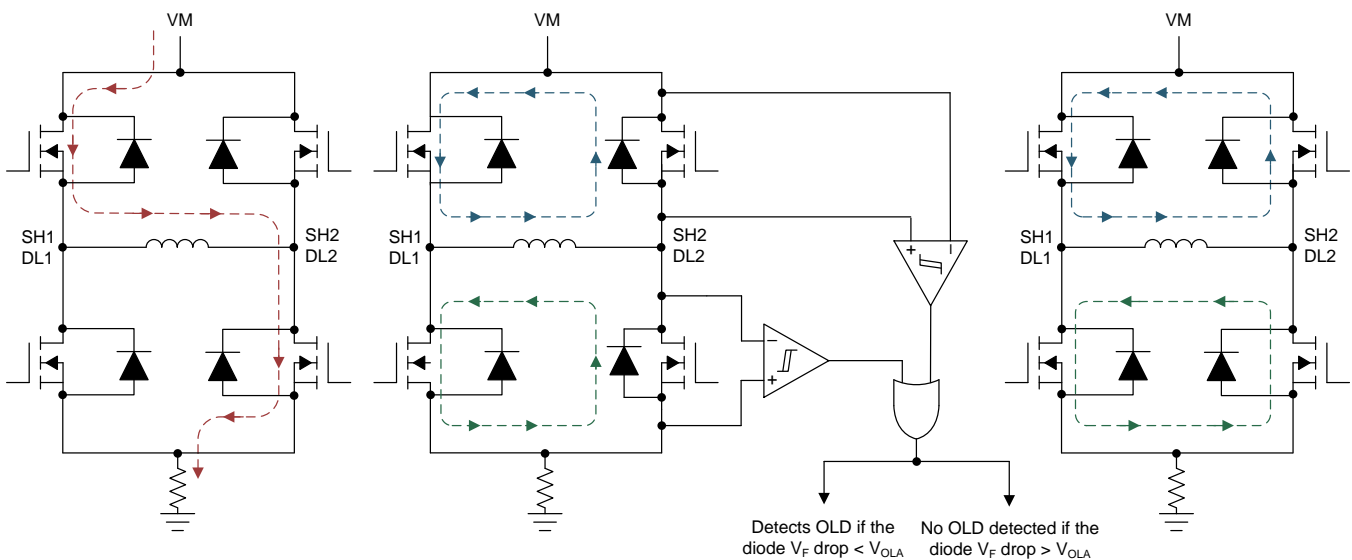 VM
SH1
DL1
SH2
DL2
VM
SH1
DL1
SH2
DL2
+ −
−
+
Detects OLD if the
diode VF drop < VOLA
No OLD detected if the
diode VF drop > VOLA
VM
SH1
DL1
SH2
DL2